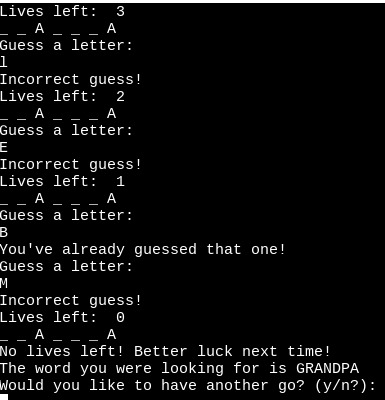 Lives left:  3
_ _ A _ _ _ A
Guess a letter:
l
Incorrect guess!
Lives left:  2
_ _ A _ _ _ A
Guess a letter:
E
Incorrect guess!
Lives left:  1
_ _ A _ _ _ A
Guess a letter:
B
You've already guessed that one!
Guess a letter:
M
Incorrect guess!
Lives left:  0
_ _ A _ _ _ A
No lives left! Better luck next time!
The word you were looking for is GRANDPA
Would you like to have another go? (y/n?):